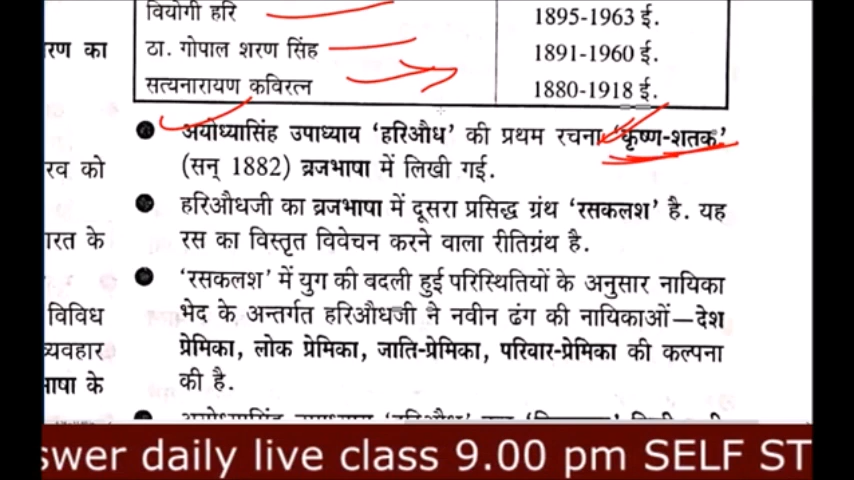 वियोगी हरि 1895-1963 ई.
रण का ठा. गोपाल शरण सिंह 1891-1960 ई.
सत्यनारायण कविरत्न 1880-1918 ई.
अयोध्यासिंह उपाध्याय ‘हरिऔध’ की प्रथम रचना ‘कृष्ण-शतक’
रव को (सन् 1882) ब्रजभाषा में लिखी गई.
हरिऔधजी का ब्रजभाषा में दूसरा प्रसिद्ध ग्रंथ ‘रसकलश’ है. यह
रत के रस का विस्तृत विवेचन करने वाला रीतिग्रंथ है.
‘रसकलश’ में युग की बदली हुई परिस्थितियों के अनुसार नायिका
विविध भेद के अन्तर्गत हरिऔधजी ने नवीन ढंग की नायिकाओं—देश
व्यवहार प्रेमिका, लोक प्रेमिका, जाति-प्रेमिका, परिवार-प्रेमिका की कल्पना
भाषा के की है.
swer daily live class 9.00 pm SELF ST